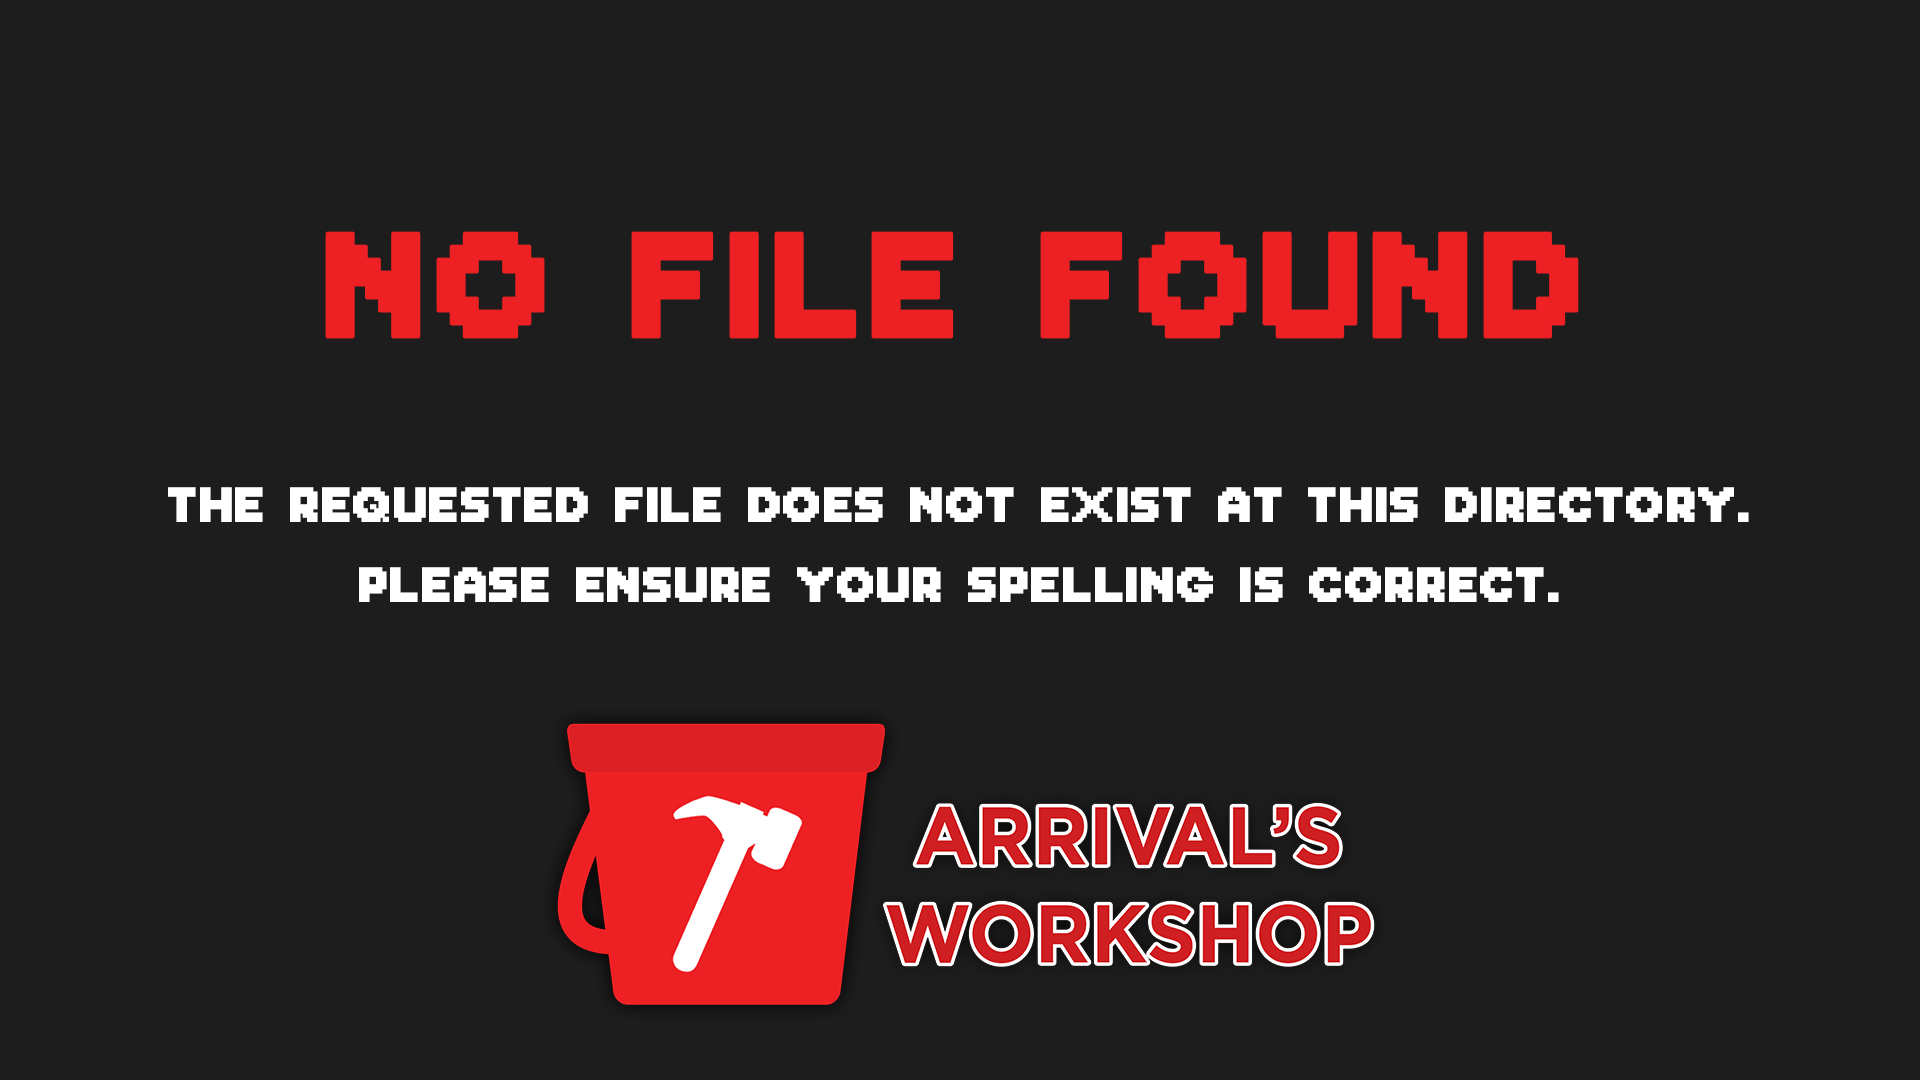 NO FILE FOUND
THE REQUESTED FILE DOES NOT EXIST AT THIS DIRECTORY.
PLEASE ENSURE YOUR SPELLING IS CORRECT.
ARRIVAL’S
WORKSHOP